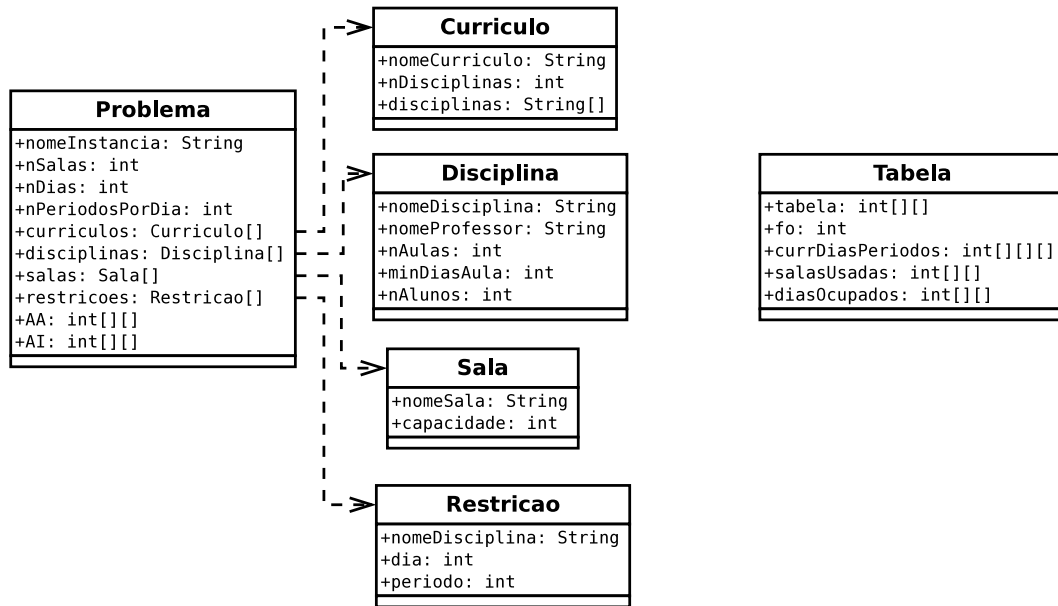 Problema
+nomeInstancia: String
+nSalas: int
+nDias: int
+nPeriodosPorDia: int
+curriculos: Curriculo[]
+disciplinas: Disciplina[]
+salas: Sala[]
+restricoes: Restricao[]
+AA: int[][]
+AI: int[][]
Curriculo
+nomeCurriculo: String
+nDisciplinas: int
+disciplinas: String[]
Disciplina
+nomeDisciplina: String
+nomeProfessor: String
+nAulas: int
+minDiasAula: int
+nAlunos: int
Sala
+nomeSala: String
+capacidade: int
Restricao
+nomeDisciplina: String
+dia: int
+periodo: int
Tabela
+tabela: int[][]
+fo: int
+currDiasPeriodos: int[][][]
+salasUsadas: int[][]
+diasOcupados: int[][]